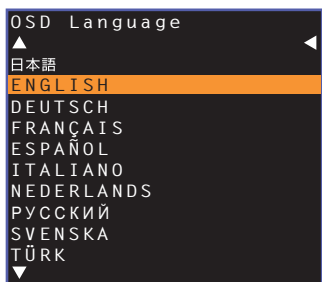 OSD Language
▲ ◀
日本語
ENGLISH
DEUTSCH
FRANÇAIS
ESPAÑOL
ITALIANO
NEDERLANDS
РУССКИЙ
SVENSKA
TÜRK
▼